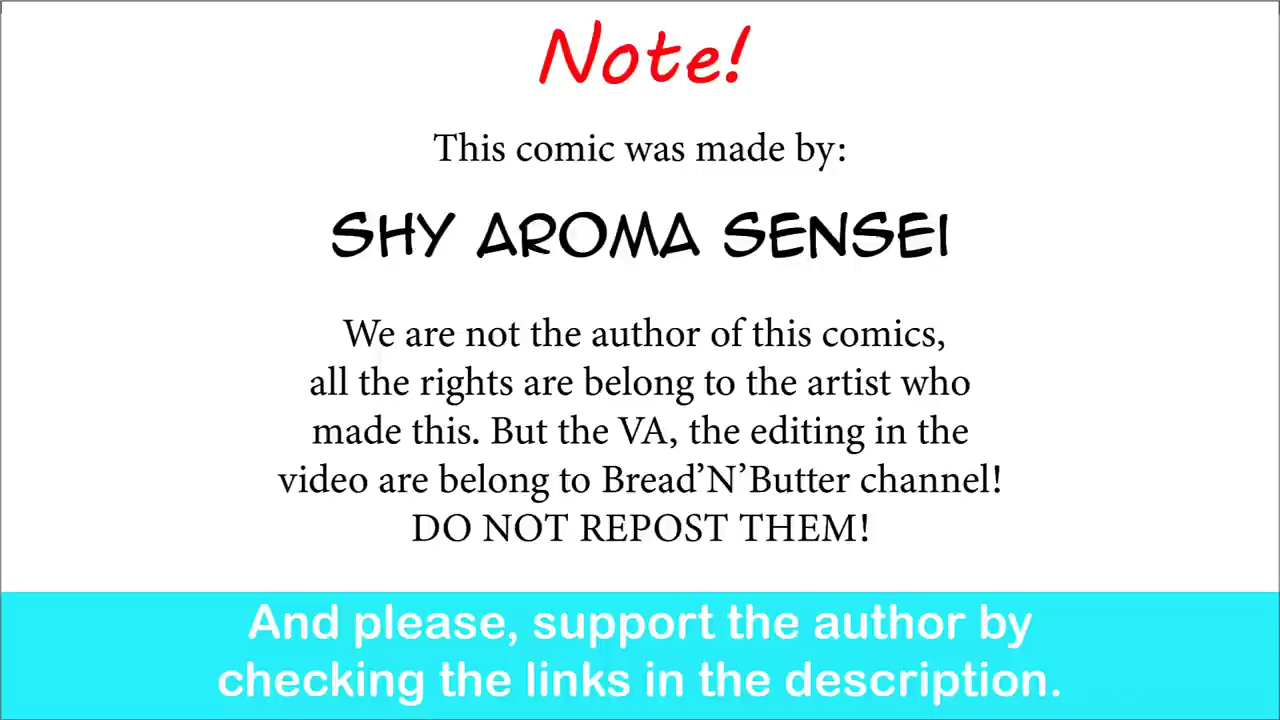 Note!
This comic was made by:
SHY AROMA SENSEI
We are not the author of this comics,
all the rights are belong to the artist who
made this. But the VA, the editing in the
video are belong to Bread’N’Butter channel!
DO NOT REPOST THEM!
And please, support the author by
checking the links in the description.